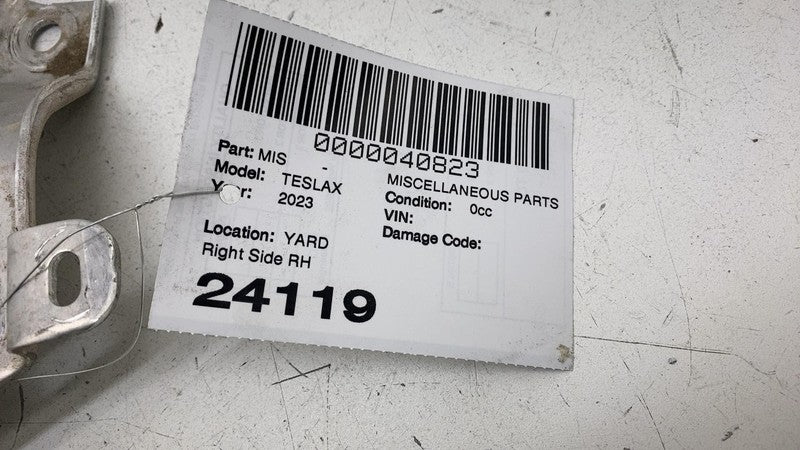 0000040823
Part: MIS - MISCELLANEOUS PARTS
Model: TESLAX Condition: 0cc
Year: 2023 VIN:
Damage Code:
Location: YARD
Right Side RH
24119